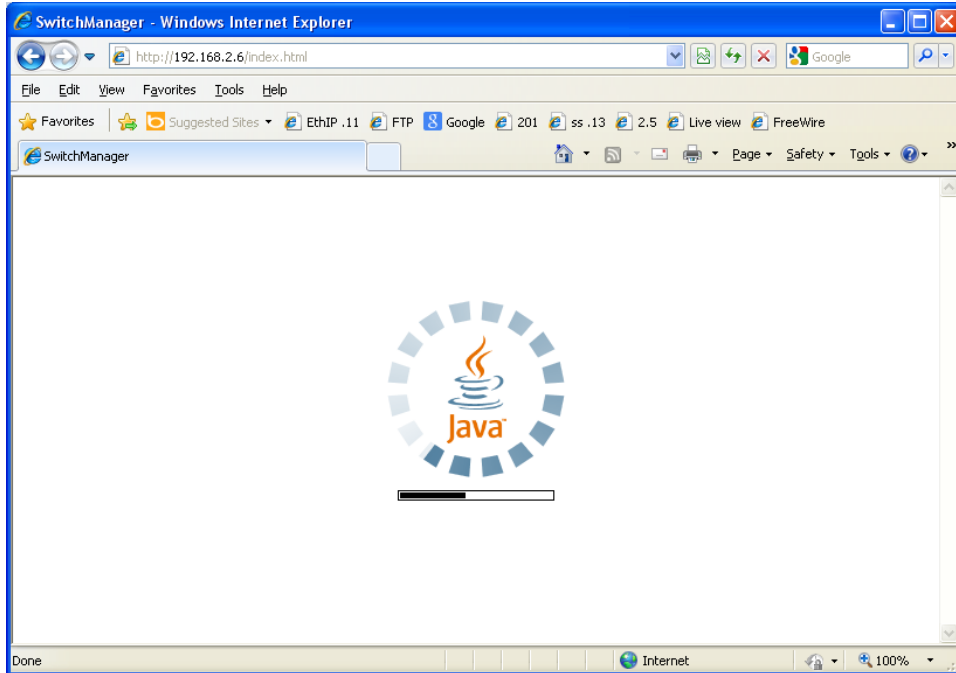 SwitchManager - Windows Internet Explorer
http://192.168.2.6/index.html Google
File Edit View Favorites Tools Help
Favorites Suggested Sites EthIP .11 FTP Google 201 ss .13 2.5 Live view FreeWire
SwitchManager Page Safety Tools
Java
Done Internet 100%